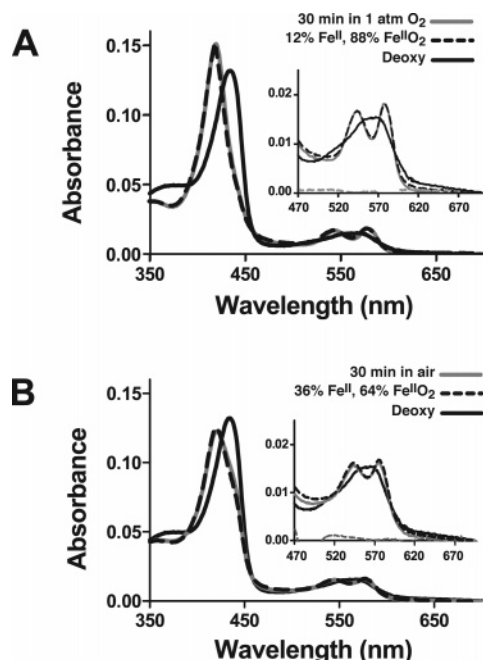 A
30 min in 1 atm O₂
12% Feᴵᴵ, 88% FeᴵᴵO₂
Deoxy
0.15
0.10
0.05
0.00
Absorbance
0.02
0.01
0.00
470 520 570 620 670
350 450 550 650
Wavelength (nm)
B
30 min in air
36% Feᴵᴵ, 64% FeᴵᴵO₂
Deoxy
0.15
0.10
0.05
0.00
Absorbance
0.02
0.01
0.00
470 520 570 620 670
350 450 550 650
Wavelength (nm)